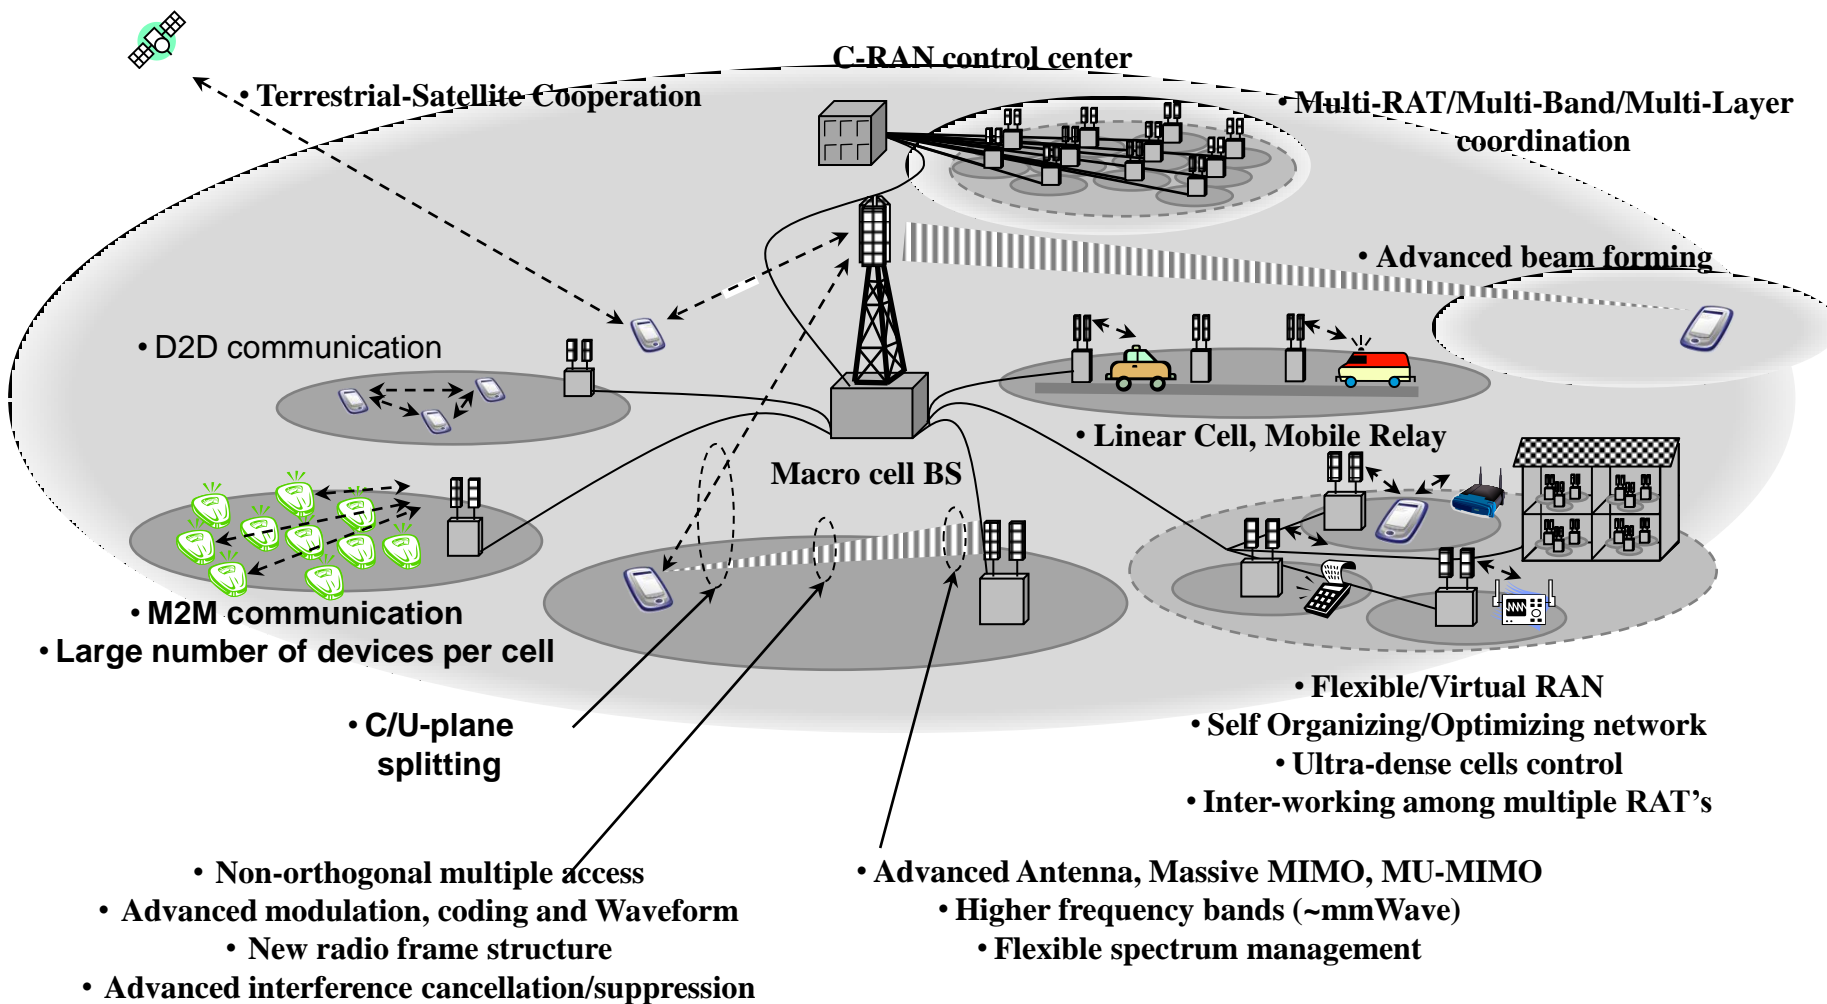 C-RAN control center
• Terrestrial-Satellite Cooperation
• Multi-RAT/Multi-Band/Multi-Layer
coordination
• Advanced beam forming
• D2D communication
• Linear Cell, Mobile Relay
Macro cell BS
• M2M communication
• Large number of devices per cell
• C/U-plane
splitting
• Flexible/Virtual RAN
• Self Organizing/Optimizing network
• Ultra-dense cells control
• Inter-working among multiple RAT's
• Non-orthogonal multiple access
• Advanced modulation, coding and Waveform
• New radio frame structure
• Advanced interference cancellation/suppression
• Advanced Antenna, Massive MIMO, MU-MIMO
• Higher frequency bands (~mmWave)
• Flexible spectrum management